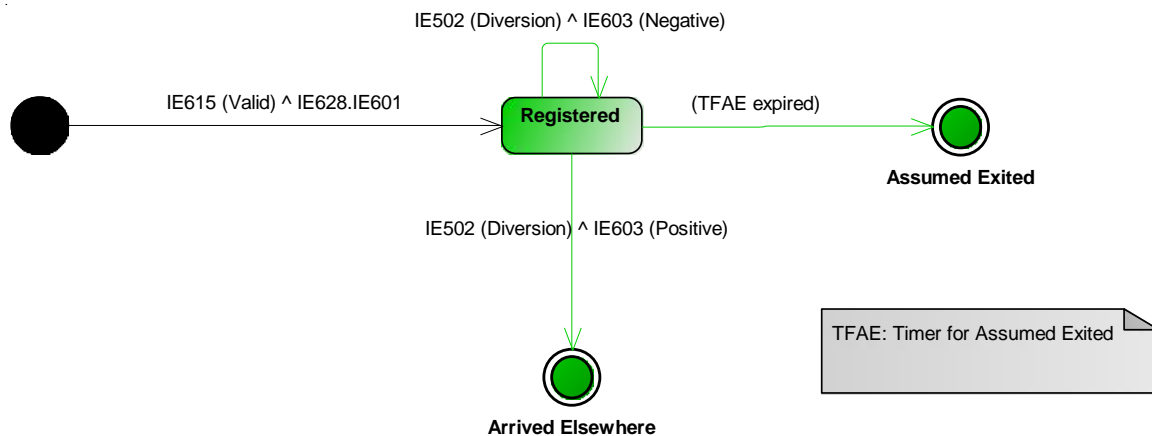 IE502 (Diversion) ^ IE603 (Negative)
IE615 (Valid) ^ IE628.IE601
Registered
(TFAE expired)
Assumed Exited
IE502 (Diversion) ^ IE603 (Positive)
TFAE: Timer for Assumed Exited
Arrived Elsewhere